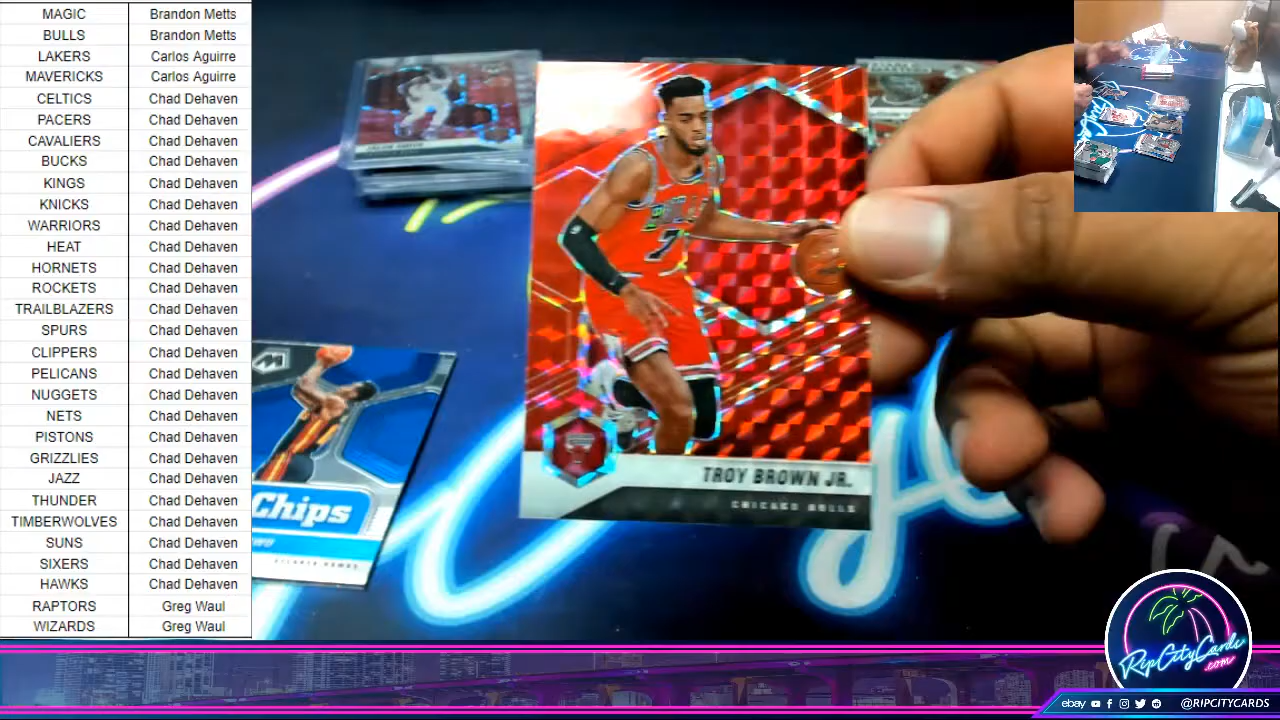 MAGIC Brandon Metts
BULLS Brandon Metts
LAKERS Carlos Aguirre
MAVERICKS Carlos Aguirre
CELTICS Chad Dehaven
PACERS Chad Dehaven
CAVALIERS Chad Dehaven
BUCKS Chad Dehaven
KINGS Chad Dehaven
KNICKS Chad Dehaven
WARRIORS Chad Dehaven
HEAT Chad Dehaven
HORNETS Chad Dehaven
ROCKETS Chad Dehaven
TRAILBLAZERS Chad Dehaven
SPURS Chad Dehaven
CLIPPERS Chad Dehaven
PELICANS Chad Dehaven
NUGGETS Chad Dehaven
NETS Chad Dehaven
PISTONS Chad Dehaven
GRIZZLIES Chad Dehaven
JAZZ Chad Dehaven
THUNDER Chad Dehaven
TIMBERWOLVES Chad Dehaven
SUNS Chad Dehaven
SIXERS Chad Dehaven
HAWKS Chad Dehaven
RAPTORS Greg Waul
WIZARDS Greg Waul
BULLS
7
TROY BROWN JR.
CHICAGO BULLS
Chips
ATLANTA HAWKS
RipCityCards
.com
ebay @RIPCITYCARDS